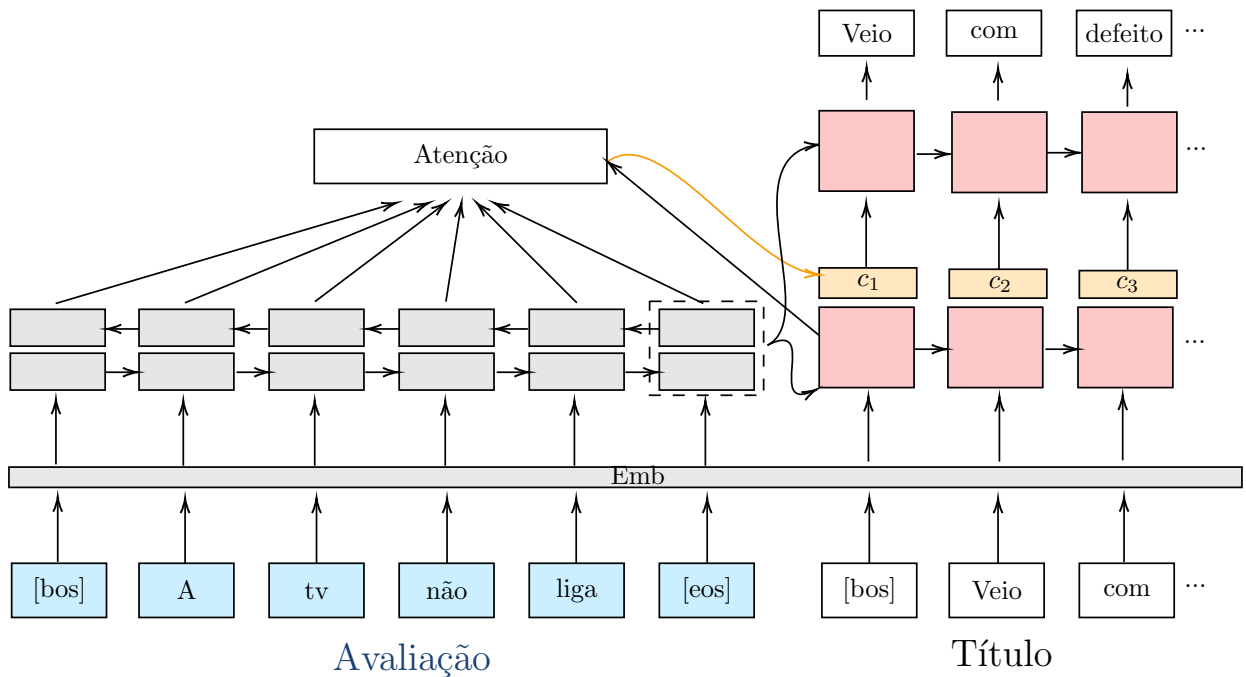 Veio com defeito ...
Atenção
...
c₁ c₂ c₃
...
Emb
[bos] A tv não liga [eos] [bos] Veio com ...
Avaliação Título